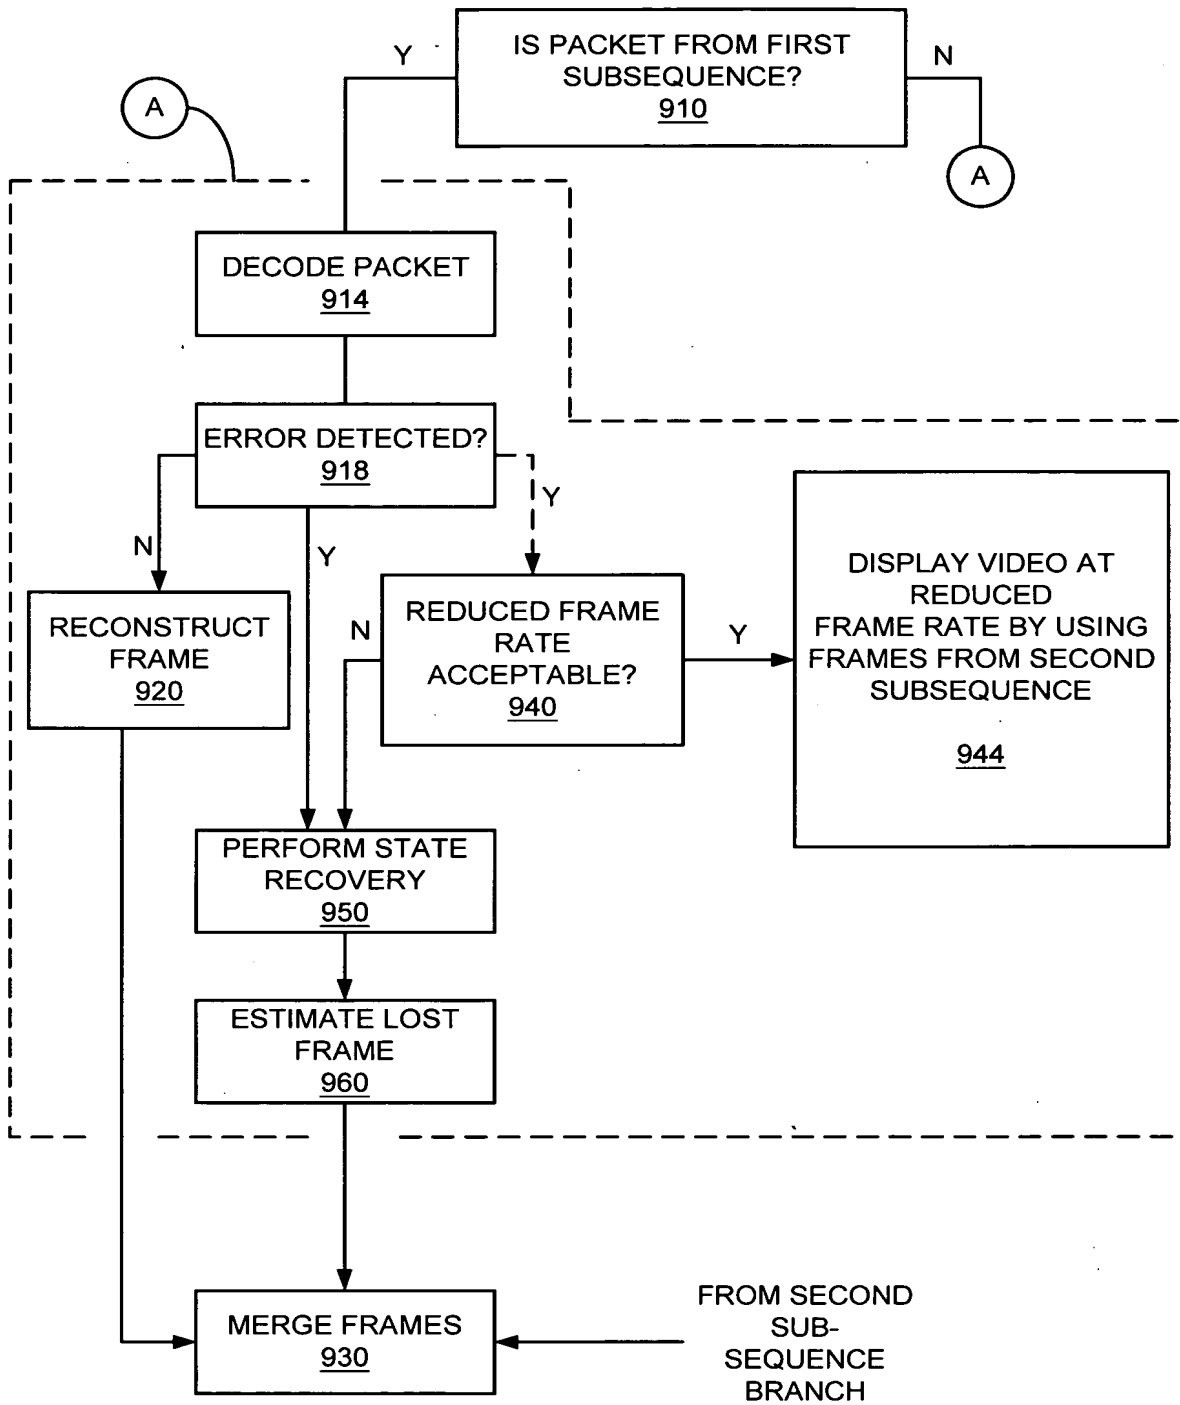 IS PACKET FROM FIRST
SUBSEQUENCE?
910
Y
N
A
A
DECODE PACKET
914
ERROR DETECTED?
918
N
Y
Y
RECONSTRUCT
FRAME
920
REDUCED FRAME
RATE
ACCEPTABLE?
940
N
Y
DISPLAY VIDEO AT
REDUCED
FRAME RATE BY USING
FRAMES FROM SECOND
SUBSEQUENCE
944
PERFORM STATE
RECOVERY
950
ESTIMATE LOST
FRAME
960
MERGE FRAMES
930
FROM SECOND
SUB-
SEQUENCE
BRANCH